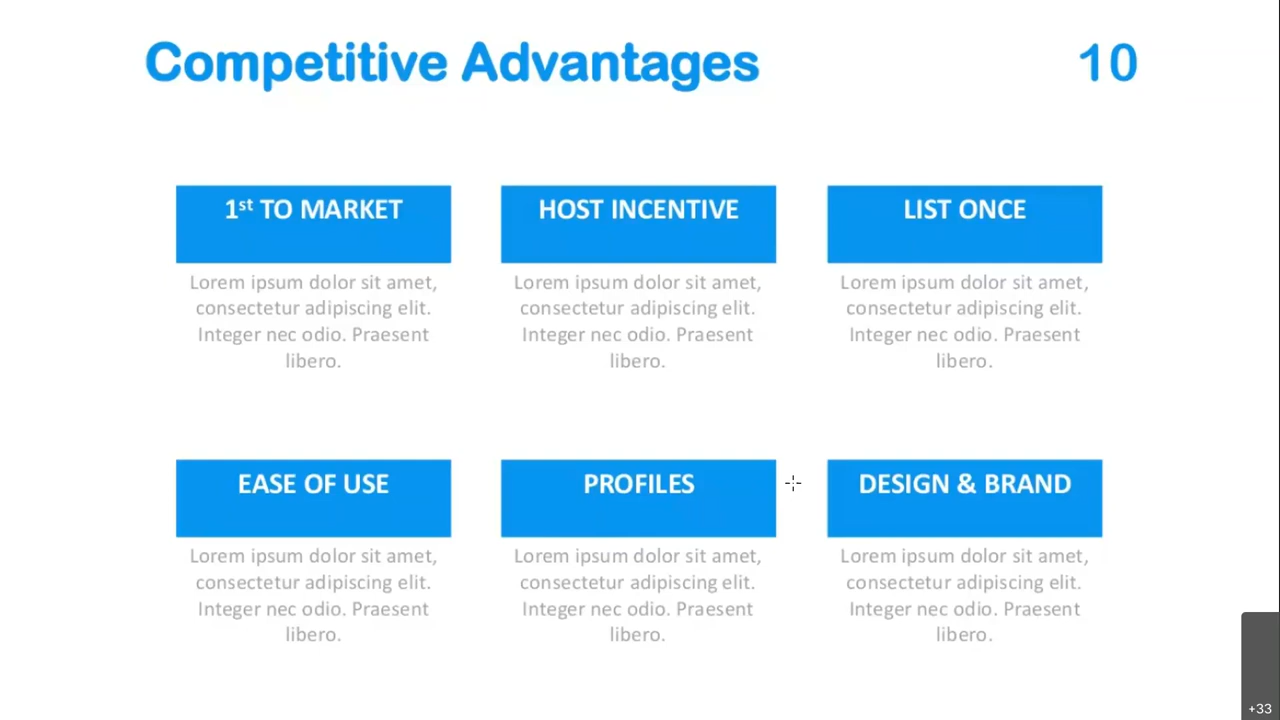 Competitive Advantages 10
1st TO MARKET HOST INCENTIVE LIST ONCE
Lorem ipsum dolor sit amet, Lorem ipsum dolor sit amet, Lorem ipsum dolor sit amet,
consectetur adipiscing elit. consectetur adipiscing elit. consectetur adipiscing elit.
Integer nec odio. Praesent Integer nec odio. Praesent Integer nec odio. Praesent
libero. libero. libero.
EASE OF USE PROFILES DESIGN & BRAND
Lorem ipsum dolor sit amet, Lorem ipsum dolor sit amet, Lorem ipsum dolor sit amet,
consectetur adipiscing elit. consectetur adipiscing elit. consectetur adipiscing elit.
Integer nec odio. Praesent Integer nec odio. Praesent Integer nec odio. Praesent
libero. libero. libero.
+33